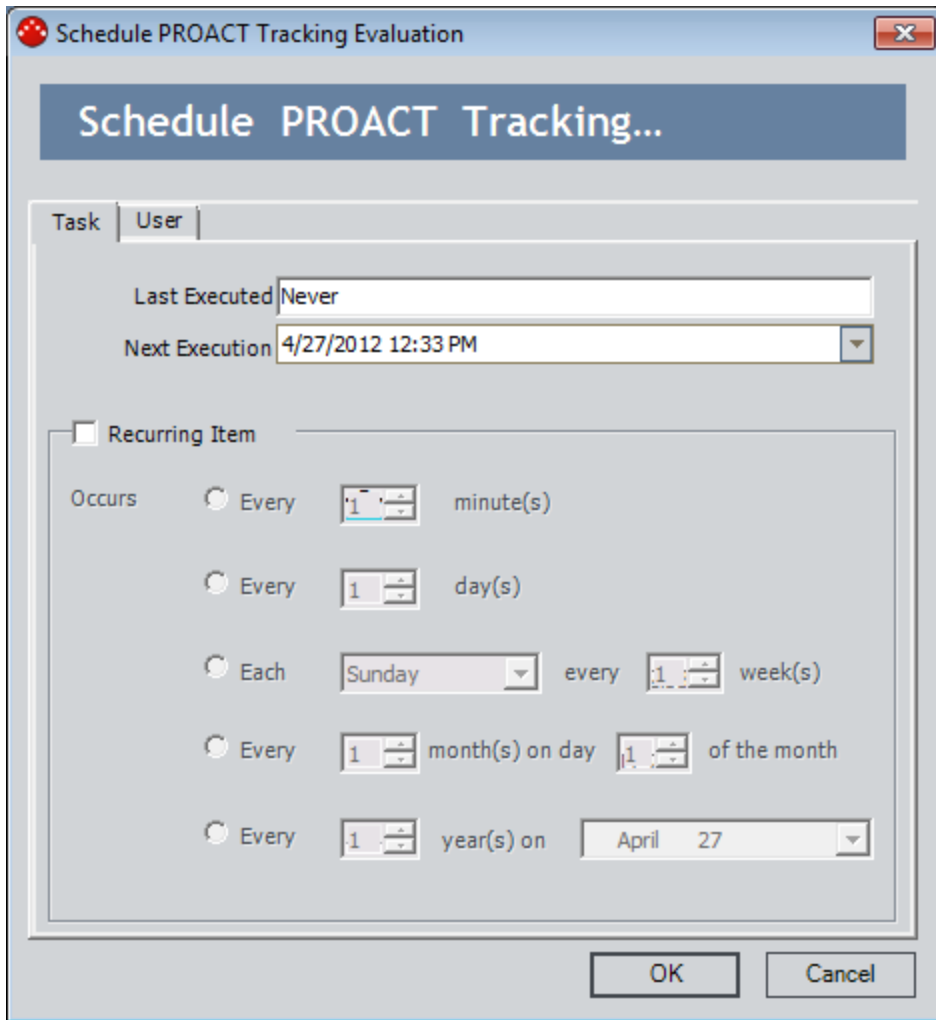 Schedule PROACT Tracking Evaluation
Schedule PROACT Tracking...
Task User
Last Executed Never
Next Execution 4/27/2012 12:33 PM
Recurring Item
Occurs Every 1 minute(s)
Every 1 day(s)
Each Sunday every 1 week(s)
Every 1 month(s) on day 1 of the month
Every 1 year(s) on April 27
OK Cancel